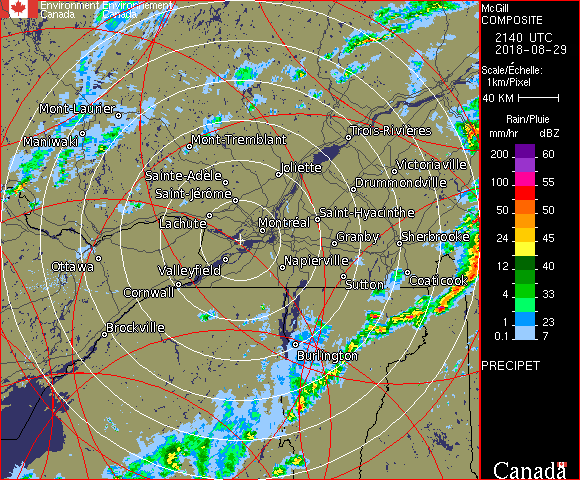 Environment Environnement
Canada Canada
McGill
COMPOSITE
2140 UTC
2018-08-29
Scale/Échelle:
1km/Pixel
40 KM
Rain/Pluie
mm/hr dBZ
200 60
100 55
50 50
24 45
12 40
4 33
1 23
0.1 7
PRECIPET
Canada
Mont-Laurier
Maniwaki
Mont-Tremblant
Trois-Rivières
Joliette
Victoriaville
Sainte-Adèle
Drummondville
Saint-Jérôme
Lachute
Saint-Hyacinthe
Montréal
Granby
Sherbrooke
Ottawa
Valleyfield
Napierville
Cornwall
Sutton
Coaticook
Brockville
Burlington